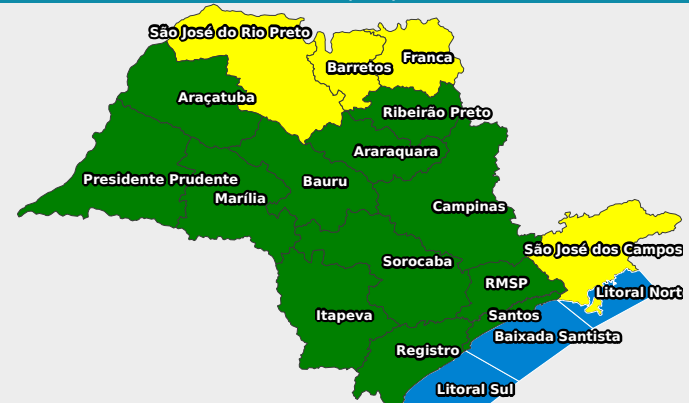 São José do Rio Preto
Franca
Barretos
Araçatuba
Ribeirão Preto
Araraquara
Presidente Prudente
Bauru
Marília
Campinas
São José dos Campos
Sorocaba
RMSP
Litoral Nort
Itapeva
Santos
Baixada Santista
Registro
Litoral Sul